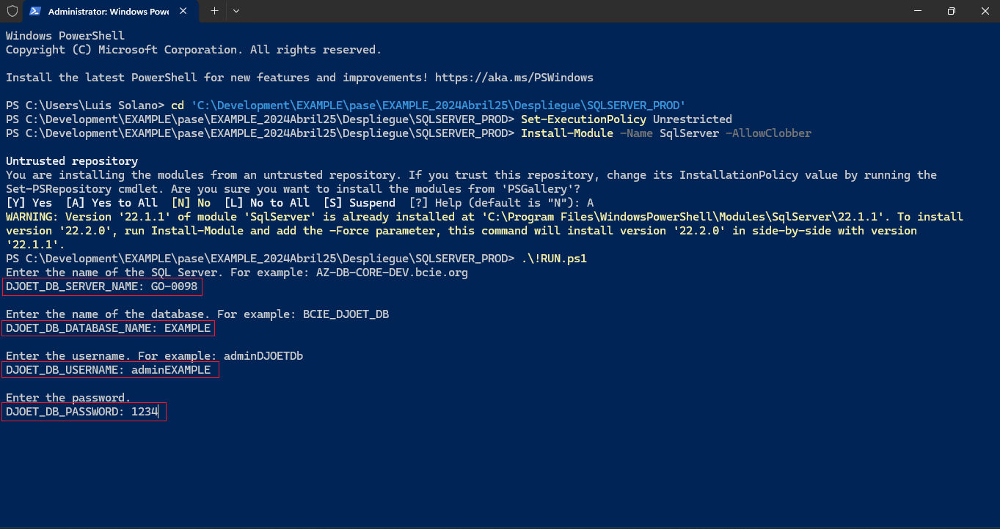 Administrator: Windows Powe
Windows PowerShell
Copyright (C) Microsoft Corporation. All rights reserved.
Install the latest PowerShell for new features and improvements! https://aka.ms/PSWindows
PS C:\Users\Luis Solano> cd 'C:\Development\EXAMPLE\pase\EXAMPLE_2024Abril25\Despliegue\SQLSERVER_PROD'
PS C:\Development\EXAMPLE\pase\EXAMPLE_2024Abril25\Despliegue\SQLSERVER_PROD> Set-ExecutionPolicy Unrestricted
PS C:\Development\EXAMPLE\pase\EXAMPLE_2024Abril25\Despliegue\SQLSERVER_PROD> Install-Module -Name SqlServer -AllowClobber
Untrusted repository
You are installing the modules from an untrusted repository. If you trust this repository, change its InstallationPolicy value by running the
Set-PSRepository cmdlet. Are you sure you want to install the modules from 'PSGallery'?
[Y] Yes  [A] Yes to All  [N] No  [L] No to All  [S] Suspend  [?] Help (default is "N"): A
WARNING: Version '22.1.1' of module 'SqlServer' is already installed at 'C:\Program Files\WindowsPowerShell\Modules\SqlServer\22.1.1'. To install
version '22.2.0', run Install-Module and add the -Force parameter, this command will install version '22.2.0' in side-by-side with version
'22.1.1'.
PS C:\Development\EXAMPLE\pase\EXAMPLE_2024Abril25\Despliegue\SQLSERVER_PROD> .\!RUN.ps1
Enter the name of the SQL Server. For example: AZ-DB-CORE-DEV.bcie.org
DJOET_DB_SERVER_NAME: GO-0098
Enter the name of the database. For example: BCIE_DJOET_DB
DJOET_DB_DATABASE_NAME: EXAMPLE
Enter the username. For example: adminDJOETDb
DJOET_DB_USERNAME: adminEXAMPLE
Enter the password.
DJOET_DB_PASSWORD: 1234